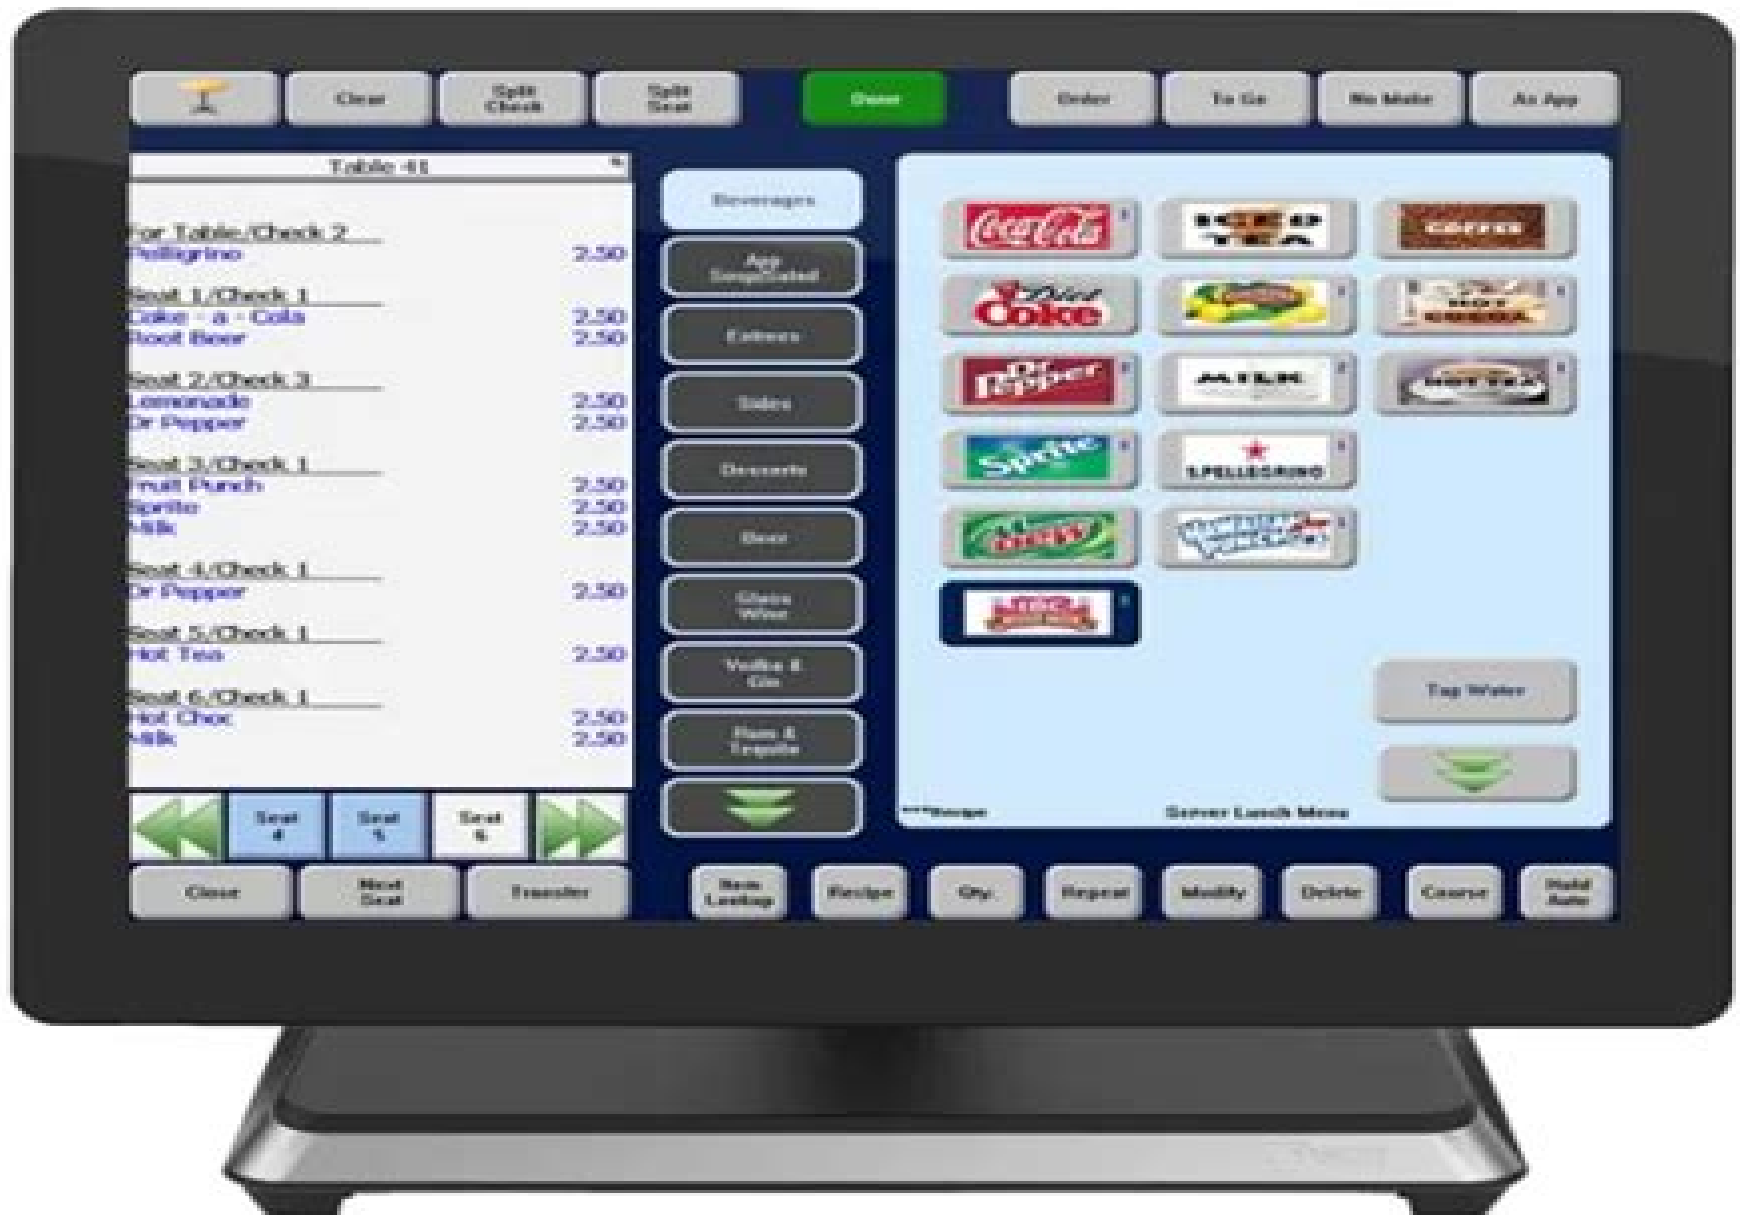 Clear
Split
Check
Split
Seat
Done
Order
To Go
No Make
As App
Table 41
For Table/Check 2
Pelligrino 2.50
Seat 1/Check 1
Coke - a - Cola 2.50
Root Beer 2.50
Seat 2/Check 3
Lemonade 2.50
Dr Pepper 2.50
Seat 3/Check 1
Fruit Punch 2.50
Sprite 2.50
Milk 2.50
Seat 4/Check 1
Dr Pepper 2.50
Seat 5/Check 1
Hot Tea 2.50
Seat 6/Check 1
Hot Choc 2.50
Milk 2.50
Seat
4
Seat
5
Seat
6
Close
Next
Seat
Transfer
Beverages
App
Soup/Salad
Entrees
Sides
Desserts
Beer
Glass
Wine
Vodka &
Gin
Rum &
Tequila
Coca Cola
ICED
TEA
COFFEE
Diet
Coke
HOT
COCOA
Dr
Pepper
MILK
HOT TEA
Sprite
S.PELLEGRINO
Dew
IBC
Tap Water
Server Lunch Menu
Item
Lookup
Recipe
Qty.
Repeat
Modify
Delete
Course
Hold
Auto